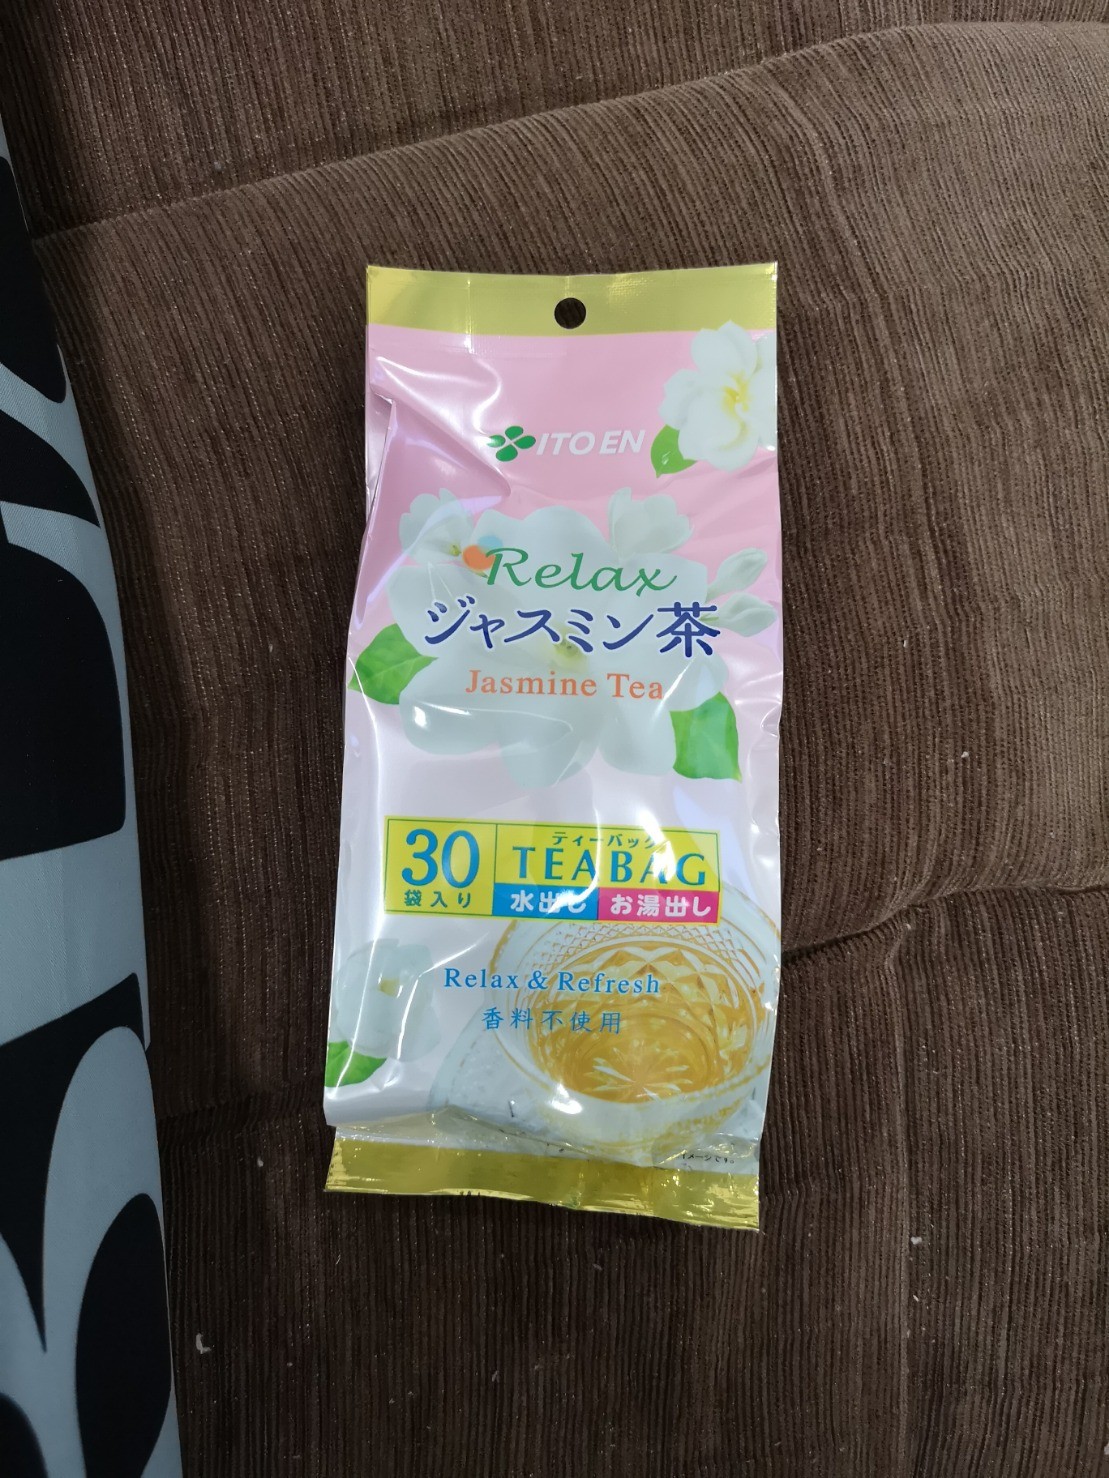 ITO EN
Relax
ジャスミン茶
Jasmine Tea
30
袋入り
ティーバッグ
TEABAG
水出し
お湯出し
Relax & Refresh
香料不使用